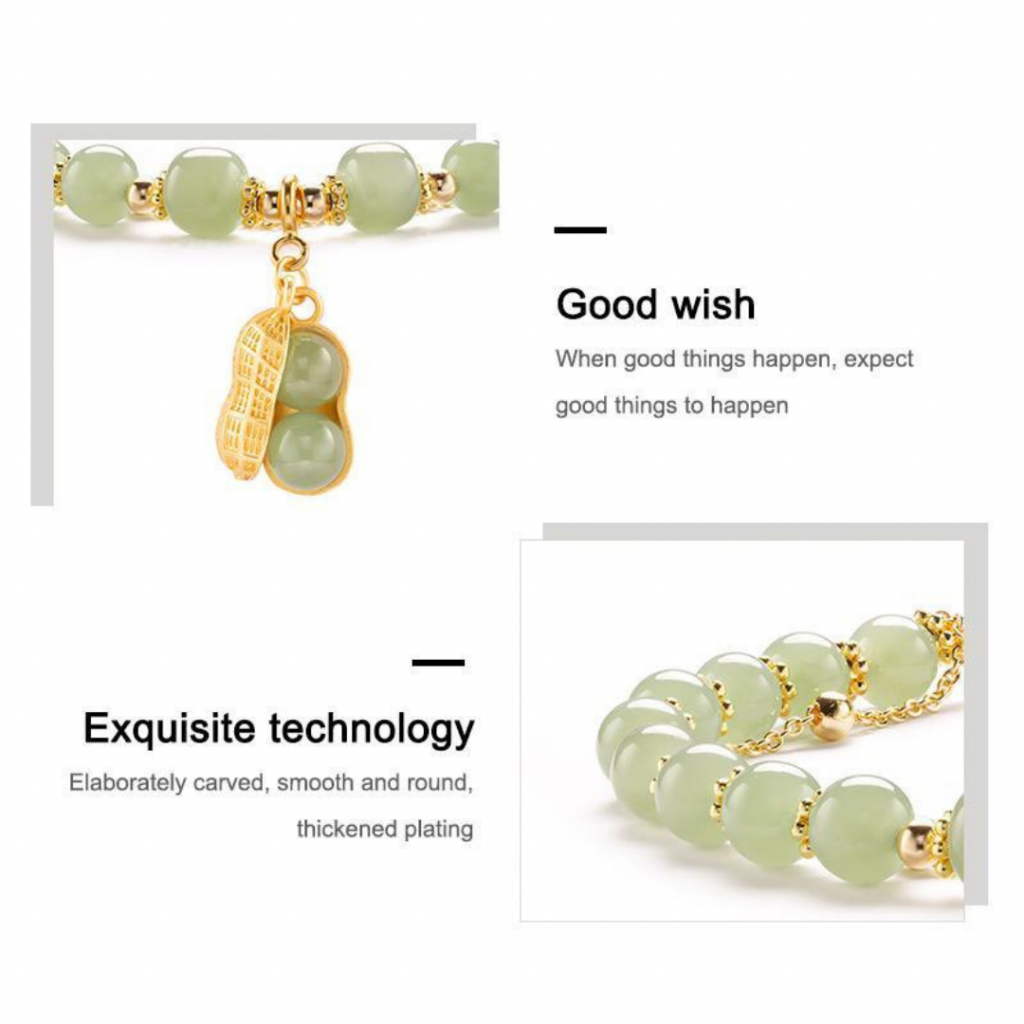 Good wish
When good things happen, expect
good things to happen
Exquisite technology
Elaborately carved, smooth and round,
thickened plating